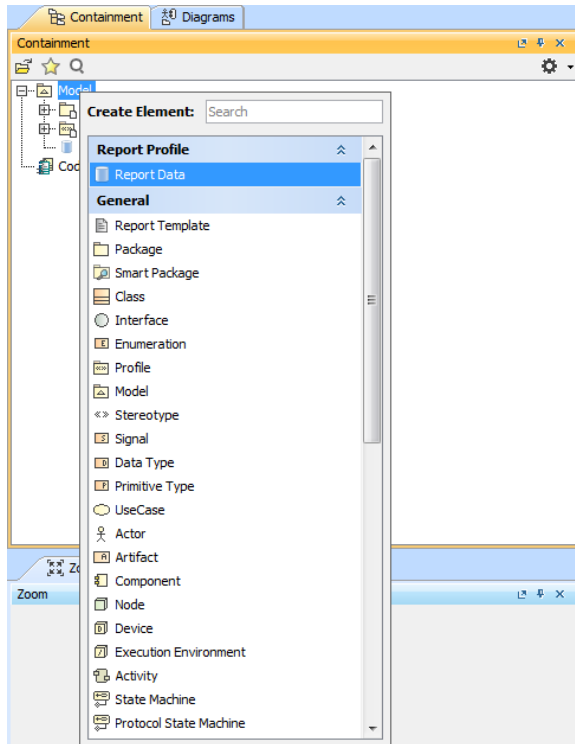 Containment
Diagrams
Containment
Model
Create Element:
Search
Cod
Report Profile
Report Data
General
Report Template
Package
Smart Package
Class
Interface
E Enumeration
«» Profile
Model
«» Stereotype
S Signal
D Data Type
P Primitive Type
UseCase
Actor
A Artifact
Component
Node
D Device
Execution Environment
Activity
State Machine
Protocol State Machine
Zo
Zoom